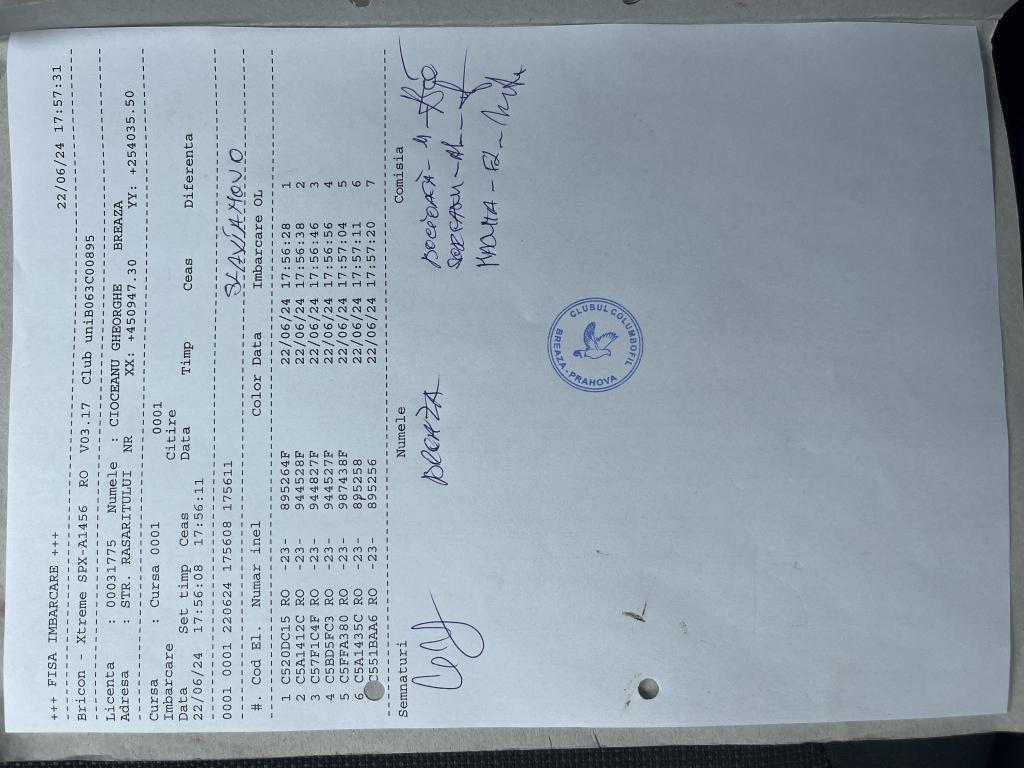 +++ FISA IMBARCARE +++ 22/06/24 17:57:31
Bricon - Xtreme SPX-A1456 RO V03.17 Club uniB063C00895
Licenta : 00031775 Numele : CIOCEANU GHEORGHE
Adresa : STR. RASARITULUI NR XX: +450947.30 BREAZA YY: +254035.50
Cursa : Cursa 0001 0001
Imbarcare Citire
Data Set timp Ceas Data Timp Ceas Diferenta
22/06/24 17:56:08 17:56:11
0001 0001 220624 175608 175611
#. Cod El. Numar inel Color Data Imbarcare OL
1 C520DC15 RO -23- 895264F 22/06/24 17:56:28 1
2 C5A1412C RO -23- 944528F 22/06/24 17:56:38 2
3 C57F1C4F RO -23- 944827F 22/06/24 17:56:46 3
4 C5BD5FC3 RO -23- 944527F 22/06/24 17:56:56 4
5 C5FFA380 RO -23- 987438F 22/06/24 17:57:04 5
6 C5A1435C RO -23- 895258 22/06/24 17:57:11 6
7 C551BAA6 RO -23- 895256 22/06/24 17:57:20 7
Semnaturi Numele Comisia
BREAZA
CLUBUL COLUMBOFIL
BREAZA - PRAHOVA